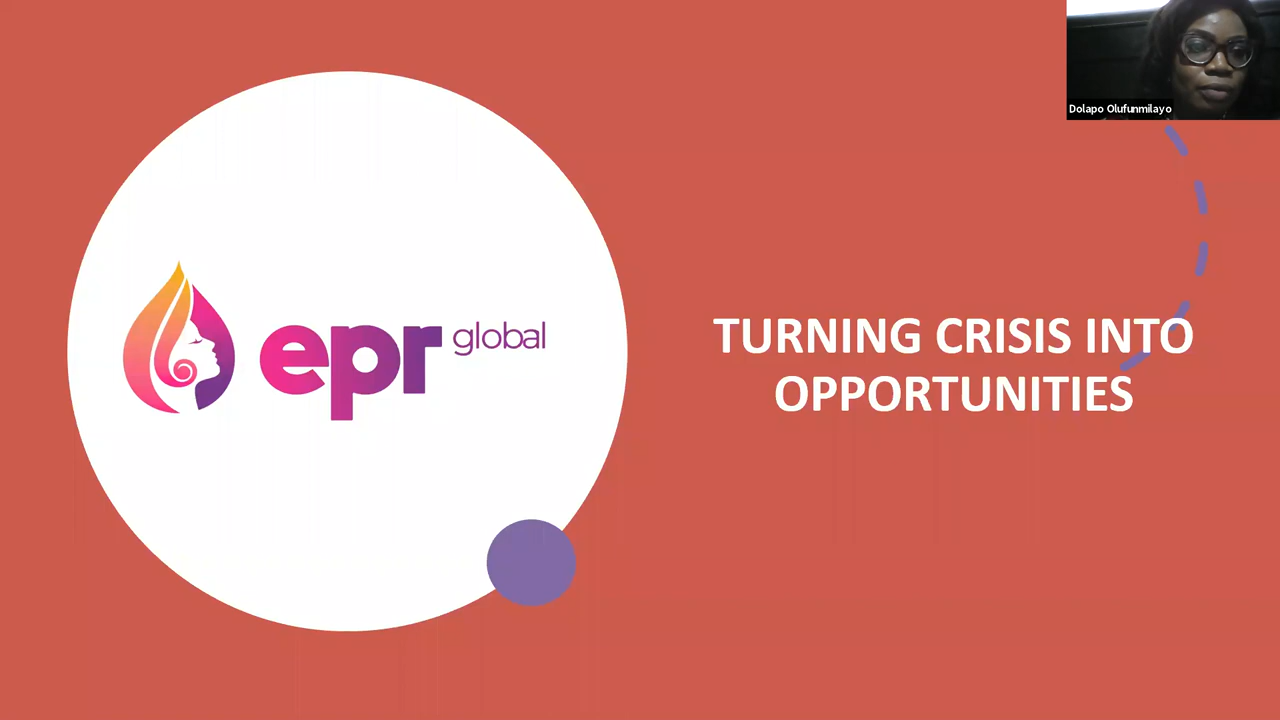 Dolapo Olufunmilayo
epr global
TURNING CRISIS INTO
OPPORTUNITIES